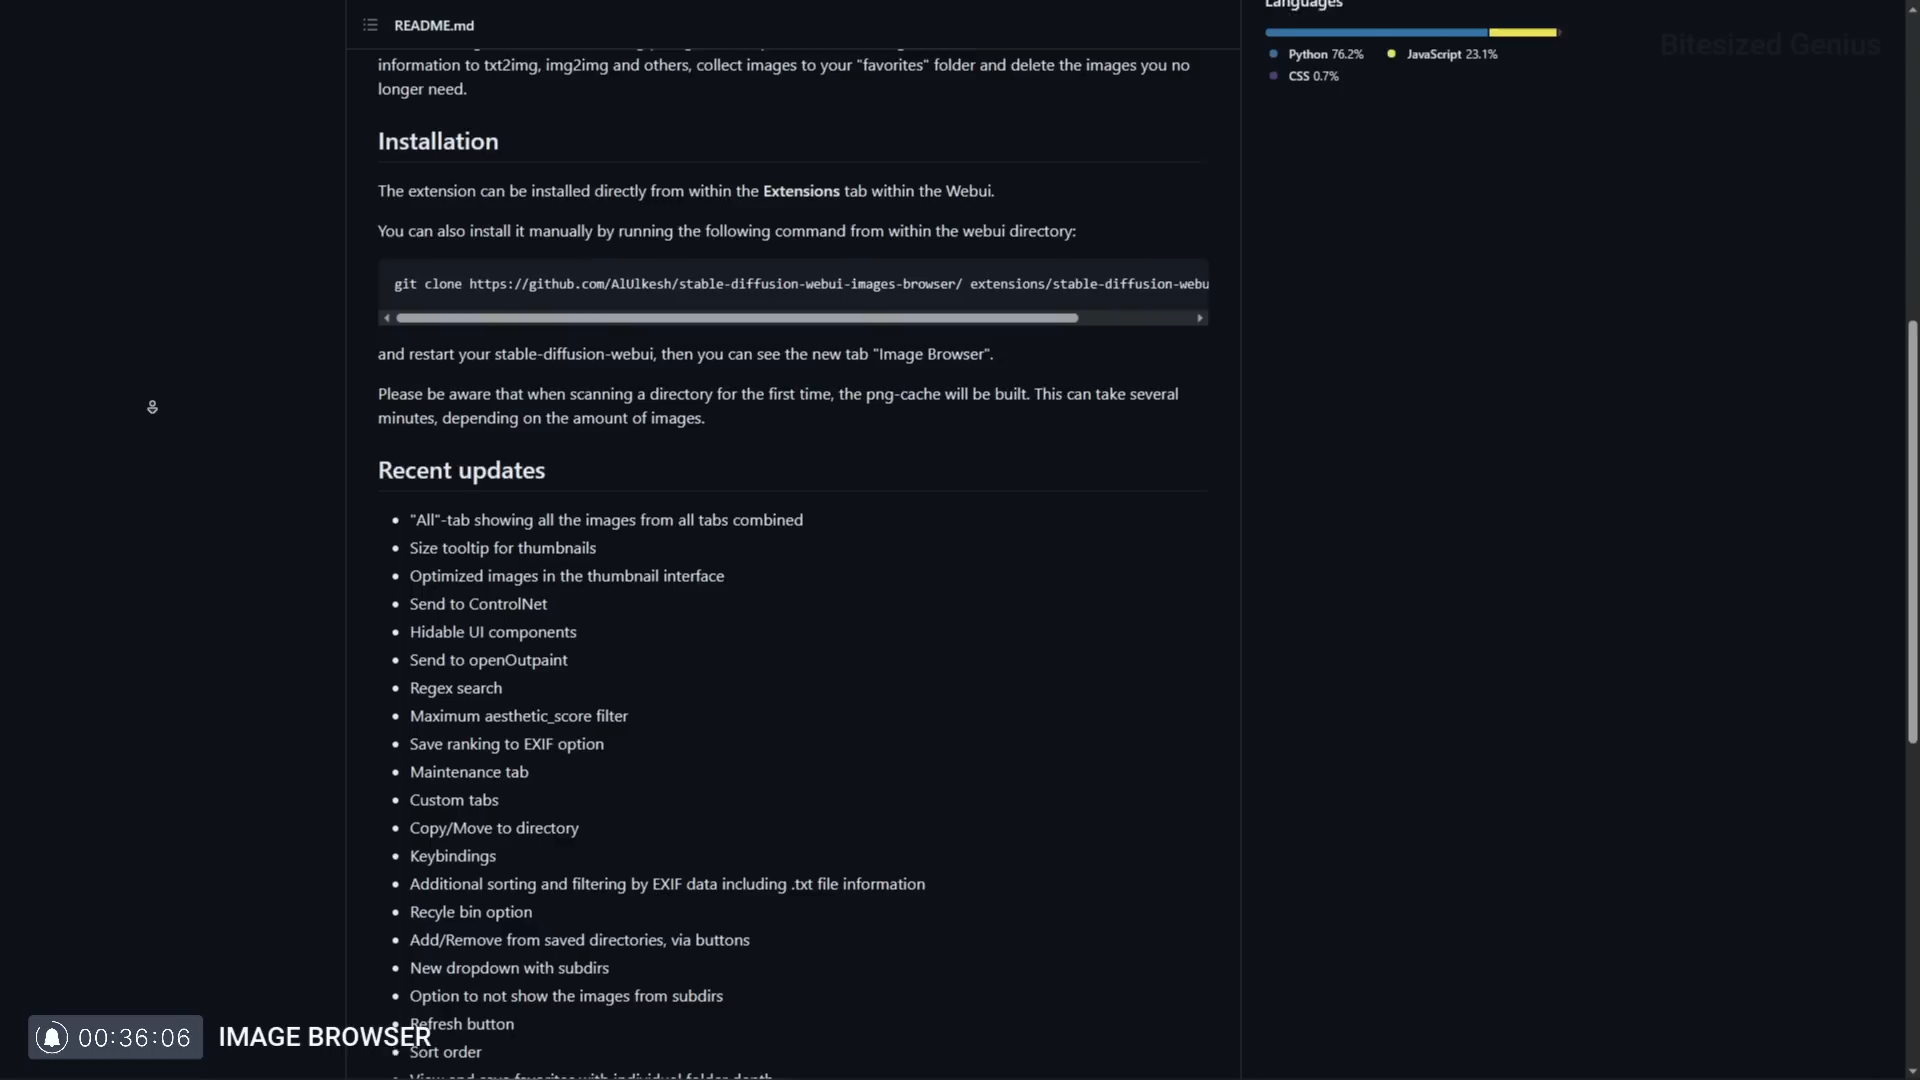 README.md
Languages
Bitesized Genius
Python 76.2%
JavaScript 23.1%
CSS 0.7%
information to txt2img, img2img and others, collect images to your "favorites" folder and delete the images you no
longer need.
Installation
The extension can be installed directly from within the Extensions tab within the Webui.
You can also install it manually by running the following command from within the webui directory:
git clone https://github.com/AlUlkesh/stable-diffusion-webui-images-browser/ extensions/stable-diffusion-webu
and restart your stable-diffusion-webui, then you can see the new tab "Image Browser".
Please be aware that when scanning a directory for the first time, the png-cache will be built. This can take several
minutes, depending on the amount of images.
Recent updates
"All"-tab showing all the images from all tabs combined
Size tooltip for thumbnails
Optimized images in the thumbnail interface
Send to ControlNet
Hidable UI components
Send to openOutpaint
Regex search
Maximum aesthetic_score filter
Save ranking to EXIF option
Maintenance tab
Custom tabs
Copy/Move to directory
Keybindings
Additional sorting and filtering by EXIF data including .txt file information
Recyle bin option
Add/Remove from saved directories, via buttons
New dropdown with subdirs
Option to not show the images from subdirs
Refresh button
Sort order
View and save favorites with individual folder depth
00:36:06 IMAGE BROWSER